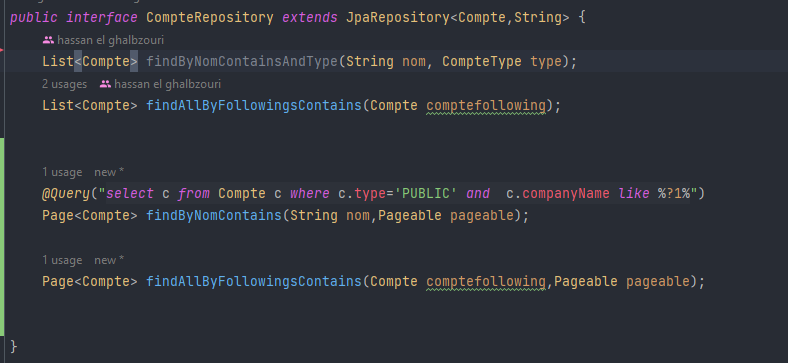 public interface CompteRepository extends JpaRepository<Compte,String> {
hassan el ghalbzouri
List<Compte> findByNomContainsAndType(String nom, CompteType type);
2 usages hassan el ghalbzouri
List<Compte> findAllByFollowingsContains(Compte comptefollowing);
1 usage new *
@Query("select c from Compte c where c.type='PUBLIC' and  c.companyName like %?1%")
Page<Compte> findByNomContains(String nom,Pageable pageable);
1 usage new *
Page<Compte> findAllByFollowingsContains(Compte comptefollowing,Pageable pageable);
}